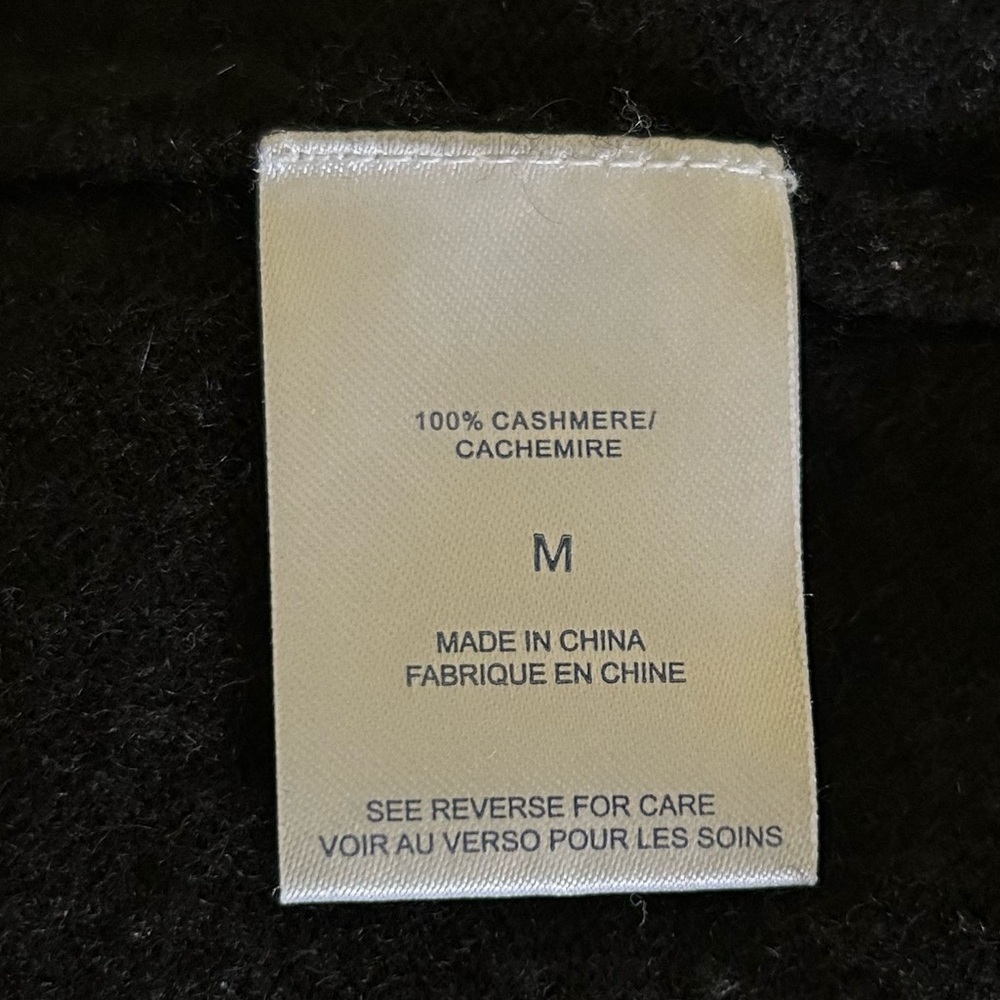 100% CASHMERE/
CACHEMIRE
M
MADE IN CHINA
FABRIQUE EN CHINE
SEE REVERSE FOR CARE
VOIR AU VERSO POUR LES SOINS